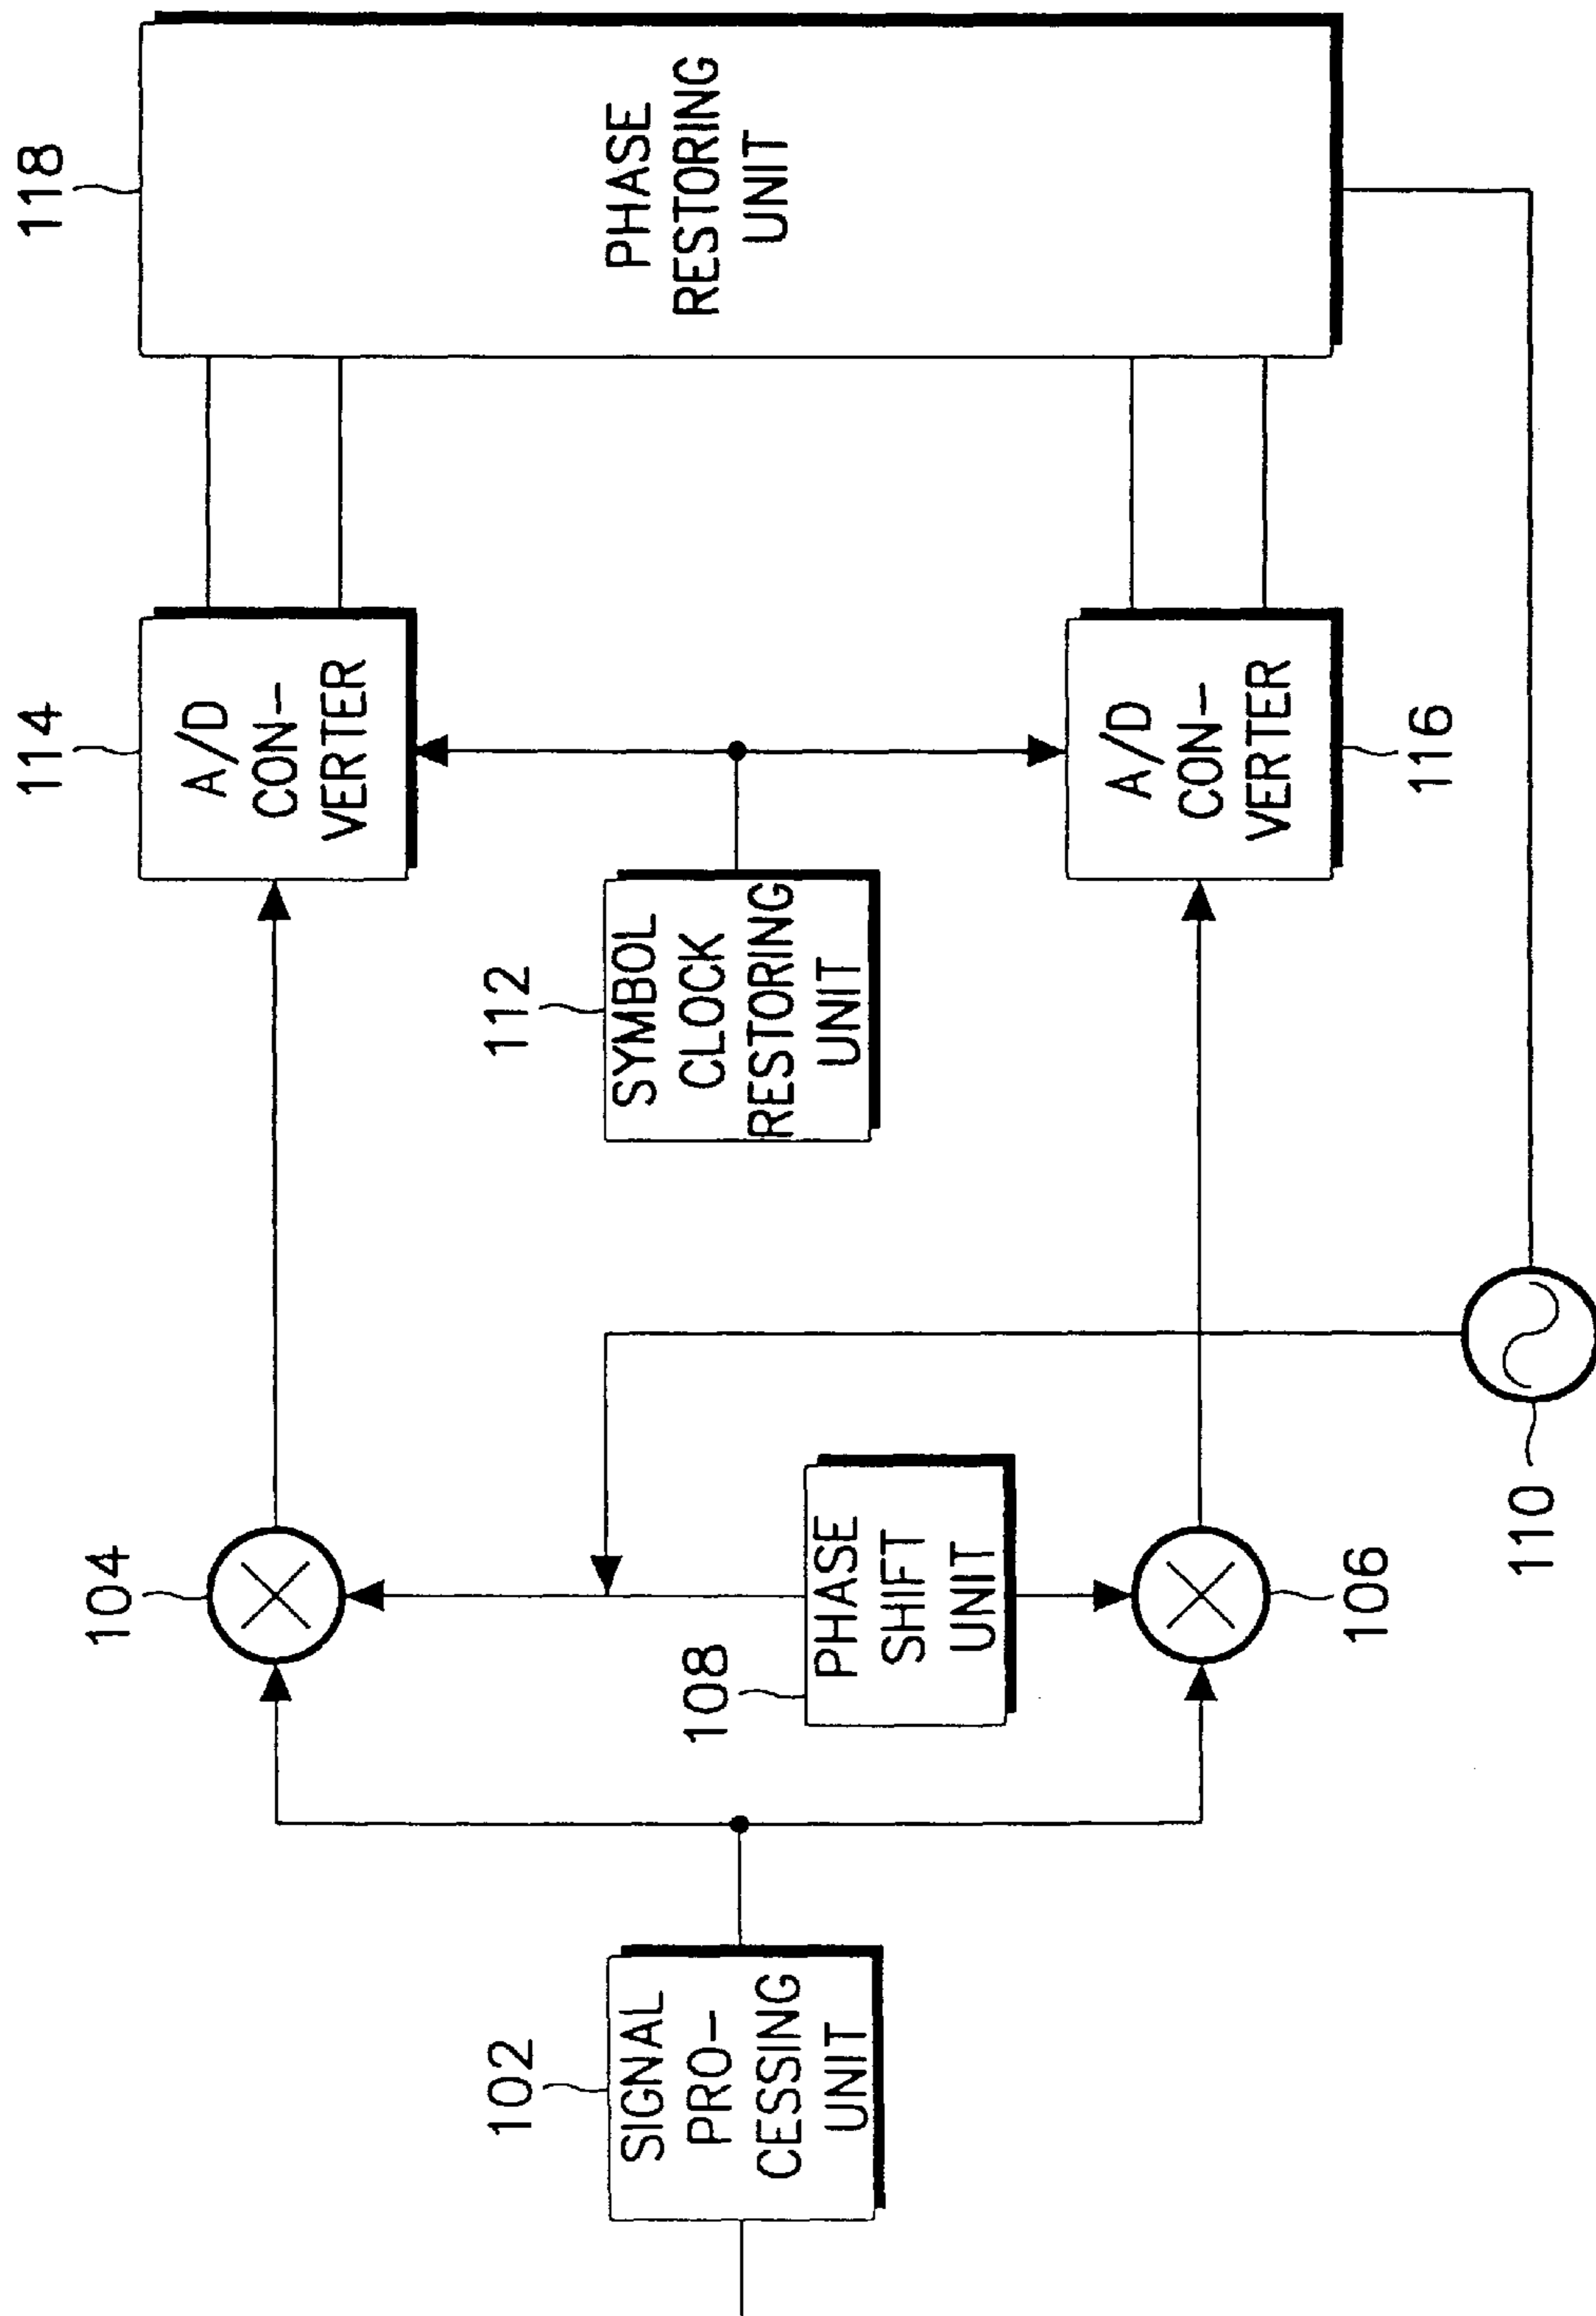 102
SIGNAL
PRO-
CESSING
UNIT
104
108
PHASE
SHIFT
UNIT
106
110
112
SYMBOL
CLOCK
RESTORING
UNIT
114
A/D
CON-
VERTER
A/D
CON-
VERTER
116
118
PHASE
RESTORING
UNIT